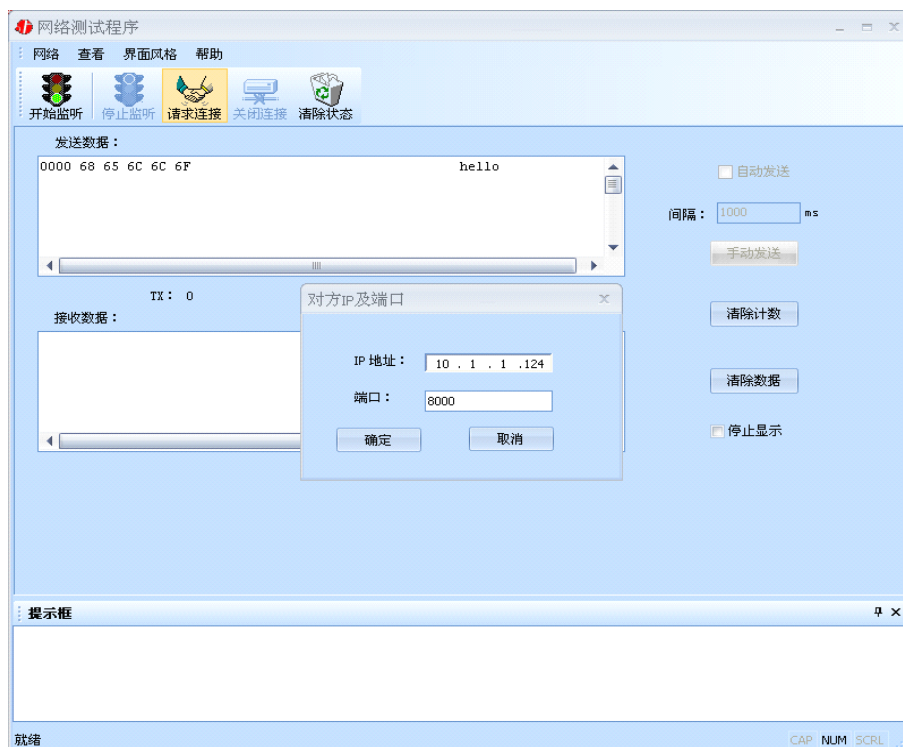 网络测试程序
网络 查看 界面风格 帮助
开始监听 停止监听 请求连接 关闭连接 清除状态
发送数据：
0000 68 65 6C 6C 6F hello
自动发送
间隔： 1000 ms
手动发送
TX： 0
接收数据：
清除计数
清除数据
停止显示
对方IP及端口
IP 地址： 10 . 1 . 1 .124
端口： 8000
确定 取消
提示框
就绪 CAP NUM SCRL